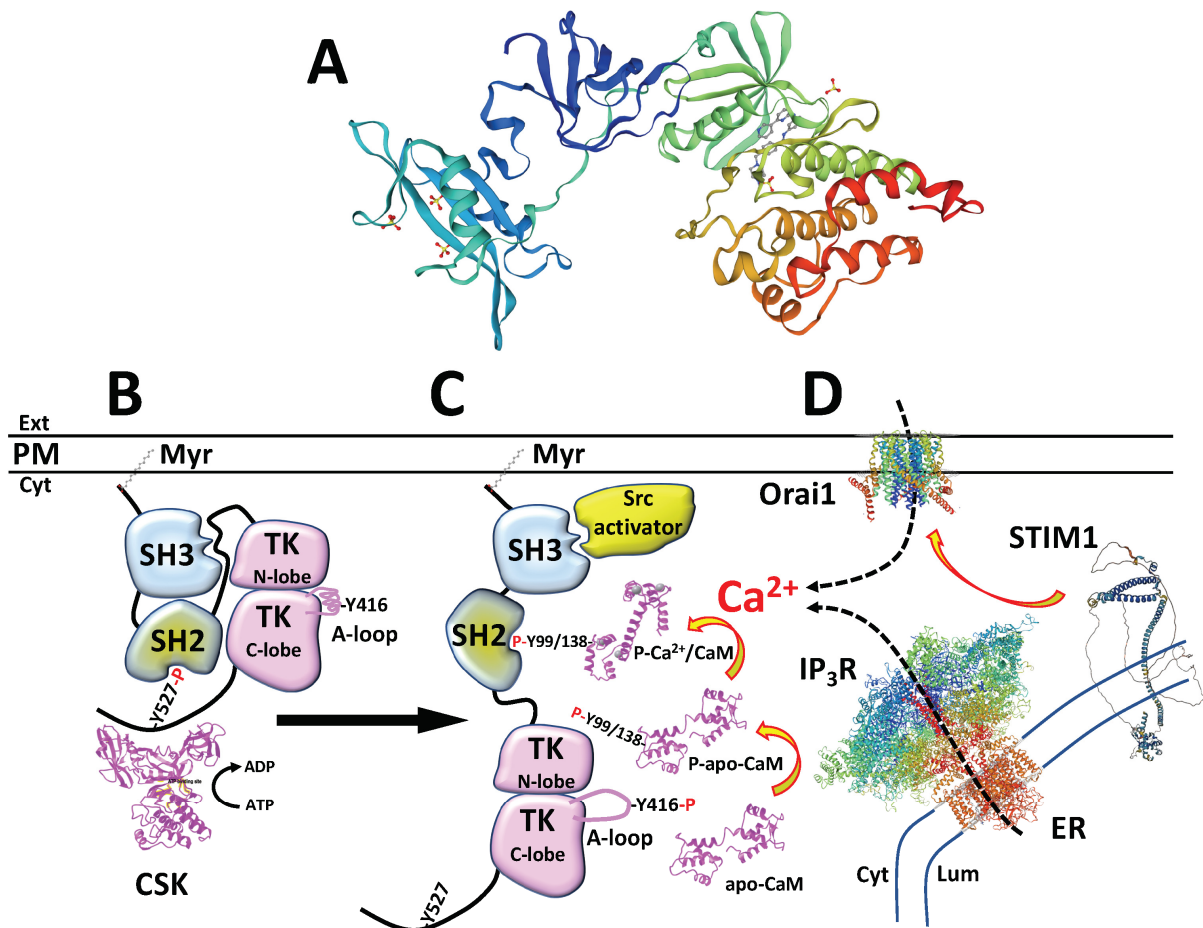 A
B
C
D
Ext
PM
Cyt
Myr
Myr
SH3
TK
N-lobe
TK
C-lobe
-Y416
A-loop
SH2
-Y527-P
CSK
ADP
ATP
Src
activator
SH3
SH2
P-Y99/138-
P-Ca²⁺/CaM
P-Y99/138-
P-apo-CaM
TK
N-lobe
TK
C-lobe
-Y416-P
A-loop
apo-CaM
-Y527
Orai1
STIM1
Ca²⁺
IP₃R
ER
Cyt
Lum